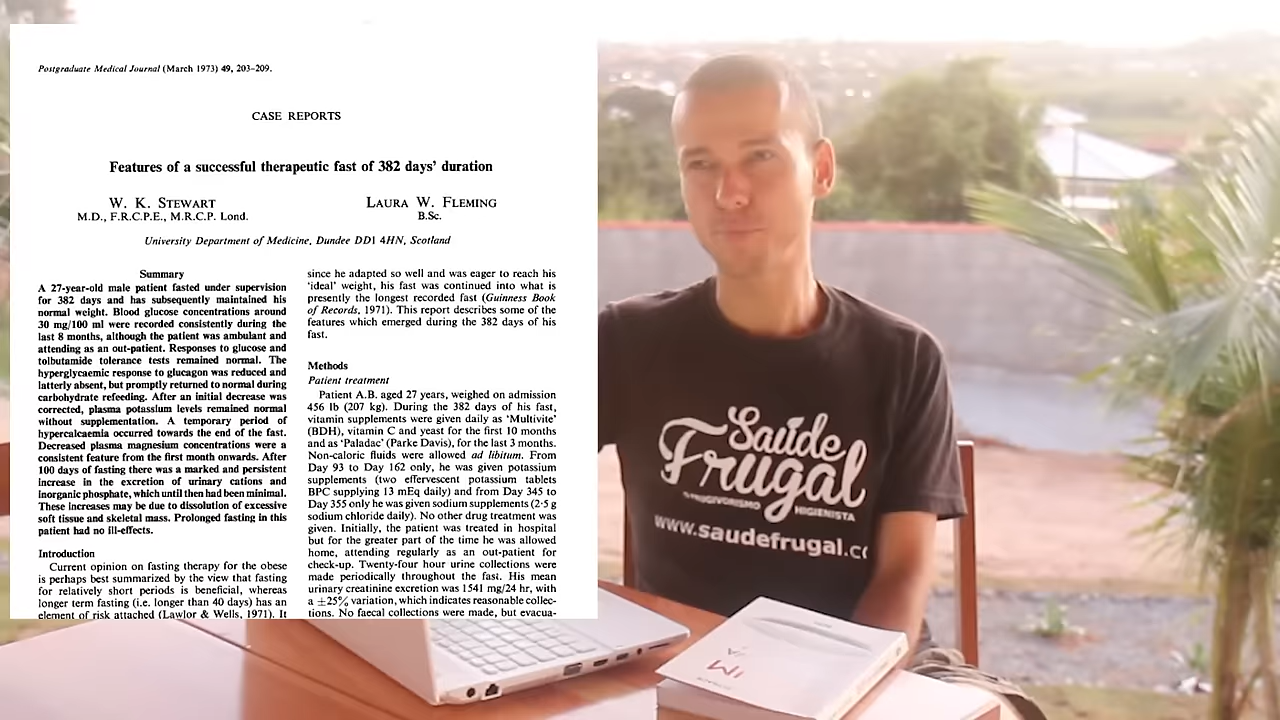 Postgraduate Medical Journal (March 1973) 49, 203–209.
CASE REPORTS
Features of a successful therapeutic fast of 382 days' duration
W. K. STEWART
M.D., F.R.C.P.E., M.R.C.P. Lond.
LAURA W. FLEMING
B.Sc.
University Department of Medicine, Dundee DD1 4HN, Scotland
Summary
A 27-year-old male patient fasted under supervision
for 382 days and has subsequently maintained his
normal weight. Blood glucose concentrations around
30 mg/100 ml were recorded consistently during the
last 8 months, although the patient was ambulant and
attending as an out-patient. Responses to glucose and
tolbutamide tolerance tests remained normal. The
hyperglycaemic response to glucagon was reduced and
latterly absent, but promptly returned to normal during
carbohydrate refeeding. After an initial decrease was
corrected, plasma potassium levels remained normal
without supplementation. A temporary period of
hypercalcaemia occurred towards the end of the fast.
Decreased plasma magnesium concentrations were a
consistent feature from the first month onwards. After
100 days of fasting there was a marked and persistent
increase in the excretion of urinary cations and
inorganic phosphate, which until then had been minimal.
These increases may be due to dissolution of excessive
soft tissue and skeletal mass. Prolonged fasting in this
patient had no ill-effects.
Introduction
Current opinion on fasting therapy for the obese
is perhaps best summarized by the view that fasting
for relatively short periods is beneficial, whereas
longer term fasting (i.e. longer than 40 days) has an
element of risk attached (Lawlor & Wells, 1971). It
since he adapted so well and was eager to reach his
'ideal' weight, his fast was continued into what is
presently the longest recorded fast (Guinness Book
of Records, 1971). This report describes some of the
features which emerged during the 382 days of his
fast.
Methods
Patient treatment
Patient A.B. aged 27 years, weighed on admission
456 lb (207 kg). During the 382 days of his fast,
vitamin supplements were given daily as 'Multivite'
(BDH), vitamin C and yeast for the first 10 months
and as 'Paladac' (Parke Davis), for the last 3 months.
Non-caloric fluids were allowed ad libitum. From
Day 93 to Day 162 only, he was given potassium
supplements (two effervescent potassium tablets
BPC supplying 13 mEq daily) and from Day 345 to
Day 355 only he was given sodium supplements (2·5 g
sodium chloride daily). No other drug treatment was
given. Initially, the patient was treated in hospital
but for the greater part of the time he was allowed
home, attending regularly as an out-patient for
check-up. Twenty-four hour urine collections were
made periodically throughout the fast. His mean
urinary creatinine excretion was 1541 mg/24 hr, with
a ±25% variation, which indicates reasonable collec-
tions. No faecal collections were made, but evacua-
Saúde
Frugal
HIGIENISTA
www.saudefrugal.c